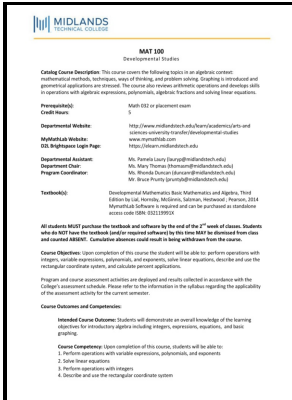 MIDLANDS
TECHNICAL COLLEGE
MAT 100
Developmental Studies
Catalog Course Description: This course covers the following topics in an algebraic context:
mathematical methods, techniques, ways of thinking, and problem solving. Graphing is introduced and
geometrical applications are stressed. The course also reviews arithmetic operations and develops skills
in operations with algebraic expressions, polynomials, algebraic fractions and solving linear equations.
Prerequisite(s): Math 032 or placement exam
Credit Hours: 5
Departmental Website: http://www.midlandstech.edu/learn/academics/arts-and
sciences-university-transfer/developmental-studies
MyMathLab Website: www.mymathlab.com
D2L Brightspace Login Page: https://elearn.midlandstech.edu
Departmental Assistant: Ms. Pamela Laury (lauryp@midlandstech.edu)
Department Chair: Ms. Mary Thomas (thomasm@midlandstech.edu)
Program Coordinator: Ms. Rhonda Duncan (duncanr@midlandstech.edu)
Mr. Bruce Prunty (pruntyb@midlandstech.edu)
Textbook(s): Developmental Mathematics Basic Mathematics and Algebra, Third
Edition by Lial, Hornsby, McGinnis, Salzman, Hestwood; Pearson, 2014
MymathLab Software is required and can be purchased as standalone
access code ISBN: 032119991X
All students MUST purchase the textbook and software by the end of the 2nd week of classes. Students
who do NOT have the textbook (and/or required software) by this time MAY be dismissed from class
and counted ABSENT. Cumulative absences could result in being withdrawn from the course.
Course Objectives: Upon completion of this course the student will be able to: perform operations with
integers, variable expressions, polynomials, and exponents, solve linear equations, describe and use the
rectangular coordinate system, and calculate percent applications.
Program and course assessment activities are deployed and results collected in accordance with the
College's assessment schedule. Please refer to the information in the syllabus regarding the applicability
of the assessment activity for the current semester.
Course Outcomes and Competencies:
Intended Course Outcome: Students will demonstrate an overall knowledge of the learning
objectives for introductory algebra including integers, expressions, equations, and basic
graphing.
Course Competency: Upon completion of this course, students will be able to:
1. Perform operations with variable expressions, polynomials, and exponents
2. Solve linear equations
3. Perform operations with integers
4. Describe and use the rectangular coordinate system